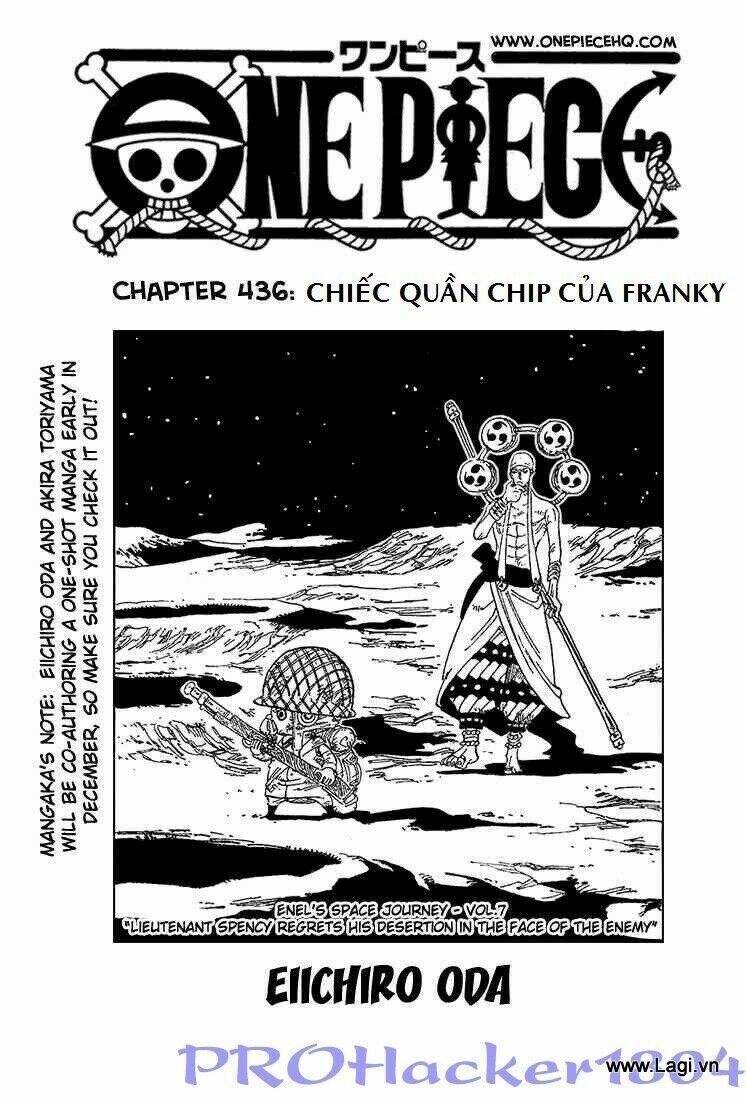 WWW.ONEPIECEHQ.COM
ワンピース
ONE PIECE
CHAPTER 436: CHIẾC QUẦN CHIP CỦA FRANKY
MANGAKA'S NOTE: EIICHIRO ODA AND AKIRA TORIYAMA
WILL BE CO-AUTHORING A ONE-SHOT MANGA EARLY IN
DECEMBER, SO MAKE SURE YOU CHECK IT OUT!
ENEL'S SPACE JOURNEY - VOL.7
"LIEUTENANT SPENCY REGRETS HIS DESERTION IN THE FACE OF THE ENEMY"
EIICHIRO ODA
PROHacker1804
www.Lagi.vn